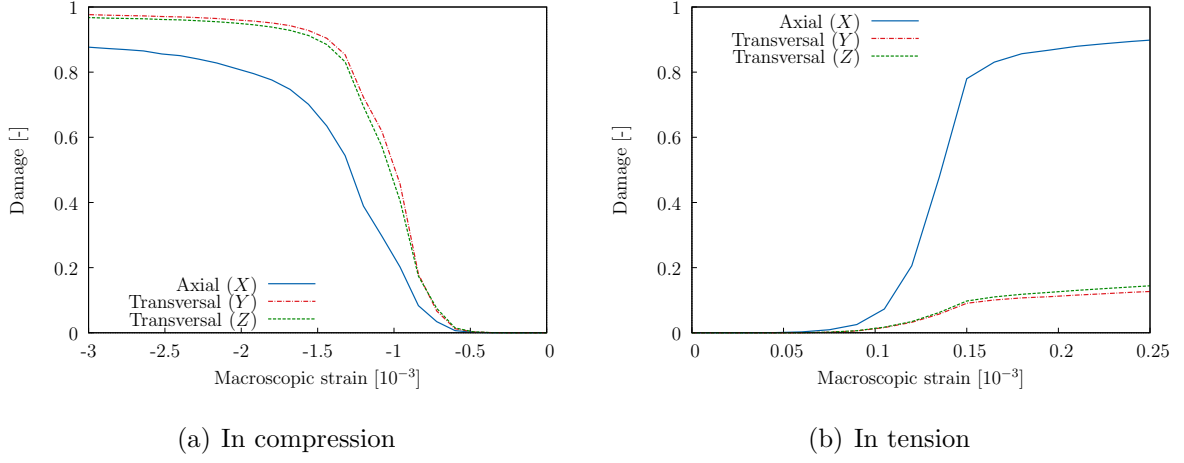 1
0.8
0.6
0.4
0.2
0
Damage [-]
-3
-2.5
-2
-1.5
-1
-0.5
0
Macroscopic strain [10⁻³]
Axial (X)
Transversal (Y)
Transversal (Z)
(a) In compression
1
0.8
0.6
0.4
0.2
0
Damage [-]
0
0.05
0.1
0.15
0.2
0.25
Macroscopic strain [10⁻³]
Axial (X)
Transversal (Y)
Transversal (Z)
(b) In tension